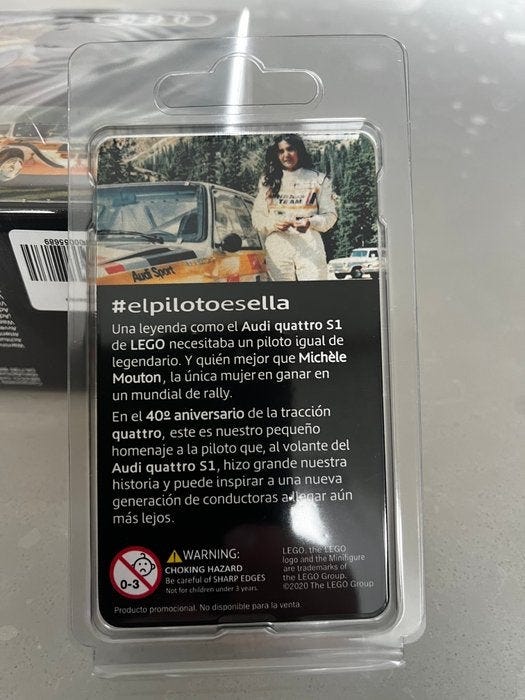 TEAM
Audi Sport
#elpilotoesella
Una leyenda como el Audi quattro S1
de LEGO necesitaba un piloto igual de
legendario. Y quién mejor que Michèle
Mouton, la única mujer en ganar en
un mundial de rally.
En el 40º aniversario de la tracción
quattro, este es nuestro pequeño
homenaje a la piloto que, al volante del
Audi quattro S1, hizo grande nuestra
historia y puede inspirar a una nueva
generación de conductoras a llegar aún
más lejos.
0-3
WARNING:
CHOKING HAZARD
Be careful of SHARP EDGES
Not for children under 3 years
LEGO, the LEGO
logo and the Minifigure
are trademarks of
the LEGO Group.
©2020 The LEGO Group
Producto promocional. No disponible para la venta.